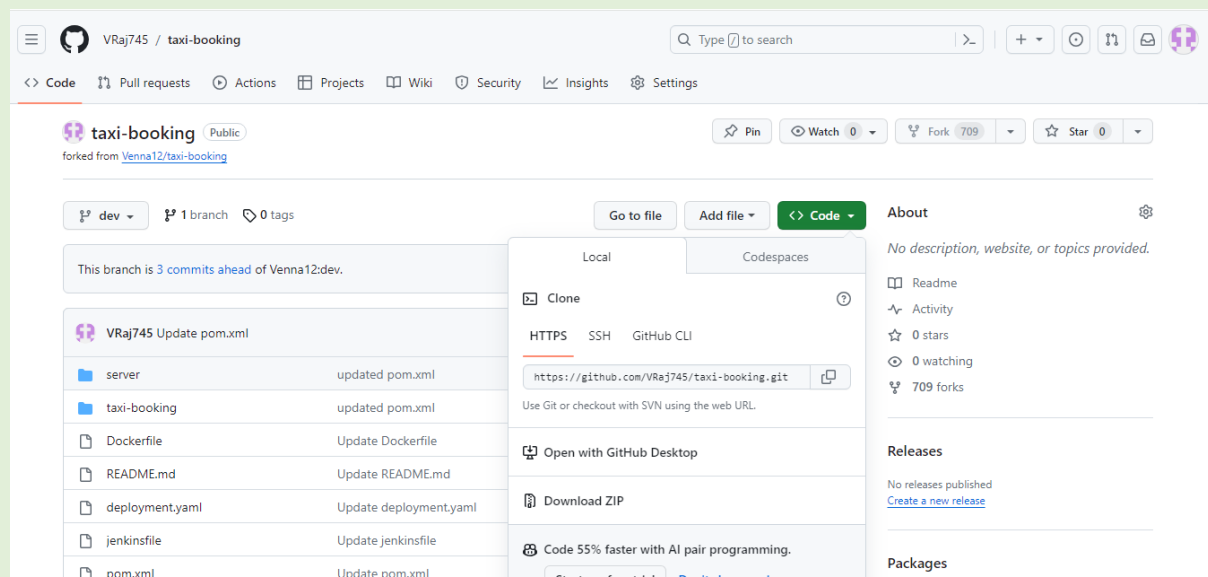 VRaj745 / taxi-booking
Type / to search
Code Pull requests Actions Projects Wiki Security Insights Settings
taxi-booking Public
Pin Watch 0 Fork 709 Star 0
forked from Venna12/taxi-booking
dev 1 branch 0 tags
Go to file Add file Code
About
No description, website, or topics provided.
Local Codespaces
This branch is 3 commits ahead of Venna12:dev.
Clone
Readme
Activity
HTTPS SSH GitHub CLI
0 stars
VRaj745 Update pom.xml
0 watching
server updated pom.xml
https://github.com/VRaj745/taxi-booking.git
709 forks
Use Git or checkout with SVN using the web URL.
taxi-booking updated pom.xml
Dockerfile Update Dockerfile
Open with GitHub Desktop
Releases
README.md Update README.md
No releases published
Download ZIP
Create a new release
deployment.yaml Update deployment.yaml
jenkinsfile Update jenkinsfile
Code 55% faster with AI pair programming.
Packages
pom.xml Update pom.xml